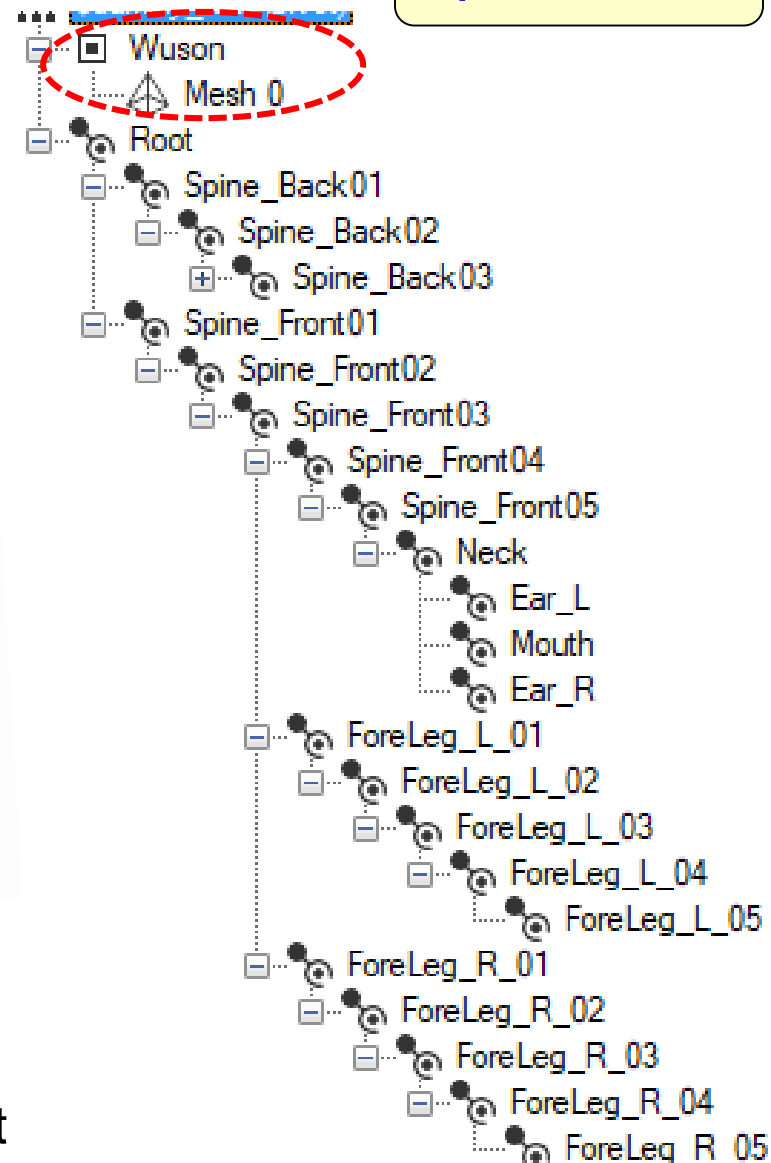 Wuson
Mesh 0
Root
Spine_Back01
Spine_Back02
Spine_Back03
Spine_Front01
Spine_Front02
Spine_Front03
Spine_Front04
Spine_Front05
Neck
Ear_L
Mouth
Ear_R
ForeLeg_L_01
ForeLeg_L_02
ForeLeg_L_03
ForeLeg_L_04
ForeLeg_L_05
ForeLeg_R_01
ForeLeg_R_02
ForeLeg_R_03
ForeLeg_R_04
t
ForeLeg_R_05